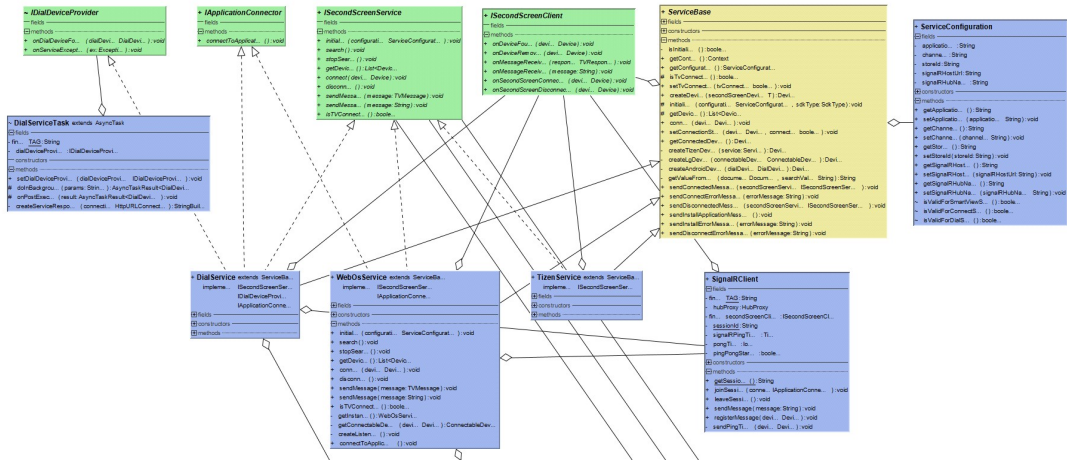 ~ IDialDeviceProvider
fields
methods
+ onDialDeviceFo... (dialDevi... DialDevi... ):void
+ onServiceExcept... (ex: Excepti... ):void
+ IApplicationConnector
fields
methods
+ connectToApplicat... ():void
+ ISecondScreenService
fields
methods
+ initial... (configurati... ServiceConfigurat... ):void
+ search():void
+ stopSear... ():void
+ getDevic... ():List<Devic...
+ connect(devi... Device):void
+ disconn... ():void
+ sendMessa... (message:TVMessage):void
+ sendMessa... (message:String):void
+ isTVConnect... ():boole...
+ ISecondScreenClient
fields
methods
+ onDeviceFou... (devi... Device):void
+ onDeviceRemov... (devi... Device):void
+ onMessageReceiv... (respon... TVRespon... ):void
+ onMessageReceiv... (message:String):void
+ onSecondScreenConnec... (devi... Device):void
+ onSecondScreenDisconnec... (devi... Device):void
+ ServiceBase
fields
constructors
methods
- isInitiali... ():boole...
+ getCont... ():Context
+ getConfigurat... ():ServiceConfigurat...
# isTvConnect... ():boole...
+ setTvConnect... (tvConnect... boole... ):void
+ createDevi... (secondScreenDevi... T):Devi...
# initiali... (configurati... ServiceConfigurat... , sdkType:SdkType):void
# getDevic... ():List<Devic...
+ conn... (devi... Devi... ):void
+ setConnectionSt... (devi... Devi... , connect... boole... ):void
+ getConnectedDev... ():Devi...
- createTizenDev... (service:Servi... ):Devi...
- createLgDev... (connectableDev... ConnectableDev... ):Devi...
- createAndroidDev... (dialDevi... DialDevi... ):Devi...
- getValueFrom... (docume... Docum... , searchVal... String):String
+ sendConnectedMessa... (secondScreenServi... ISecondScreenSer... ):void
+ sendConnectErrorMessa... (errorMessage:String):void
+ sendDisconnectedMessa... (secondScreenServi... ISecondScreenSer... ):void
+ sendInstallApplicationMess... ():void
+ sendInstallErrorMessa... (errorMessage:String):void
+ sendDisconnectErrorMessa... (errorMessage:String):void
+ ServiceConfiguration
fields
- applicatio... :String
- channe... :String
- storeId :String
- signalRHostUrl:String
- signalRHubNa... :String
constructors
methods
+ getApplicatio... ():String
+ setApplicatio... (applicatio... String):void
+ getChanne... ():String
+ setChanne... (channel:String):void
+ getStor... ():String
+ setStoreId(storeId:String):void
+ getSignalRHost... ():String
+ setSignalRHost... (signalRHostUrl:String):void
+ getSignalRHubNa... ():String
+ setSignalRHubNa... (signalRHubNa... String):void
~ isValidForSmartViewS... ():boole...
~ isValidForConnectS... ():boole...
~ isValidForDialS... ():boole...
~ DialServiceTask extends AsyncTask
fields
- fin... TAG:String
- dialDeviceProvi... :IDialDeviceProvi...
constructors
methods
+ setDialDeviceProvi... (dialDeviceProvi... IDialDeviceProvi... ):void
# doInBackgrou... (params:Strin... ):AsyncTaskResult<DialDevi...
# onPostExec... (result:AsyncTaskResult<DialDevi... ):void
- createServiceRespo... (connecti... HttpURLConnect... ):StringBuil...
+ DialService extends ServiceBa...
impleme... ISecondScreenSer...
IDialDeviceProvi...
IApplicationConne...
fields
constructors
methods
+ WebOsService extends ServiceBa...
impleme... ISecondScreenSer...
IApplicationConne...
fields
constructors
methods
+ initial... (configurati... ServiceConfigurat... ):void
+ search():void
+ stopSear... ():void
+ getDevic... ():List<Devic...
+ conn... (devi... Devi... ):void
+ disconn... ():void
+ sendMessage(message:TVMessage):void
+ sendMessage(message:String):void
+ isTVConnect... ():boole...
- getInstan... ():WebOsServi...
- getConnectableDe... (devi... Devi... ):ConnectableDev...
- createListen... ():void
+ connectToApplic... ():void
+ TizenService extends ServiceBa...
impleme... ISecondScreenSer...
fields
constructors
methods
+ SignalRClient
fields
- fin... TAG:String
- hubProxy:HubProxy
- fin... secondScreenCli... :ISecondScreenCl...
- sessionId:String
- signalRPingTi... :Ti...
- pongTi... :lo...
- pingPongStar... :boole...
constructors
methods
+ getSessio... ():String
+ joinSessi... (conne... IApplicationConne... ):void
+ leaveSessi... ():void
+ sendMessage(message:String):void
+ registerMessage(devi... Devi... ):void
- sendPingTi... (devi... Devi... ):void